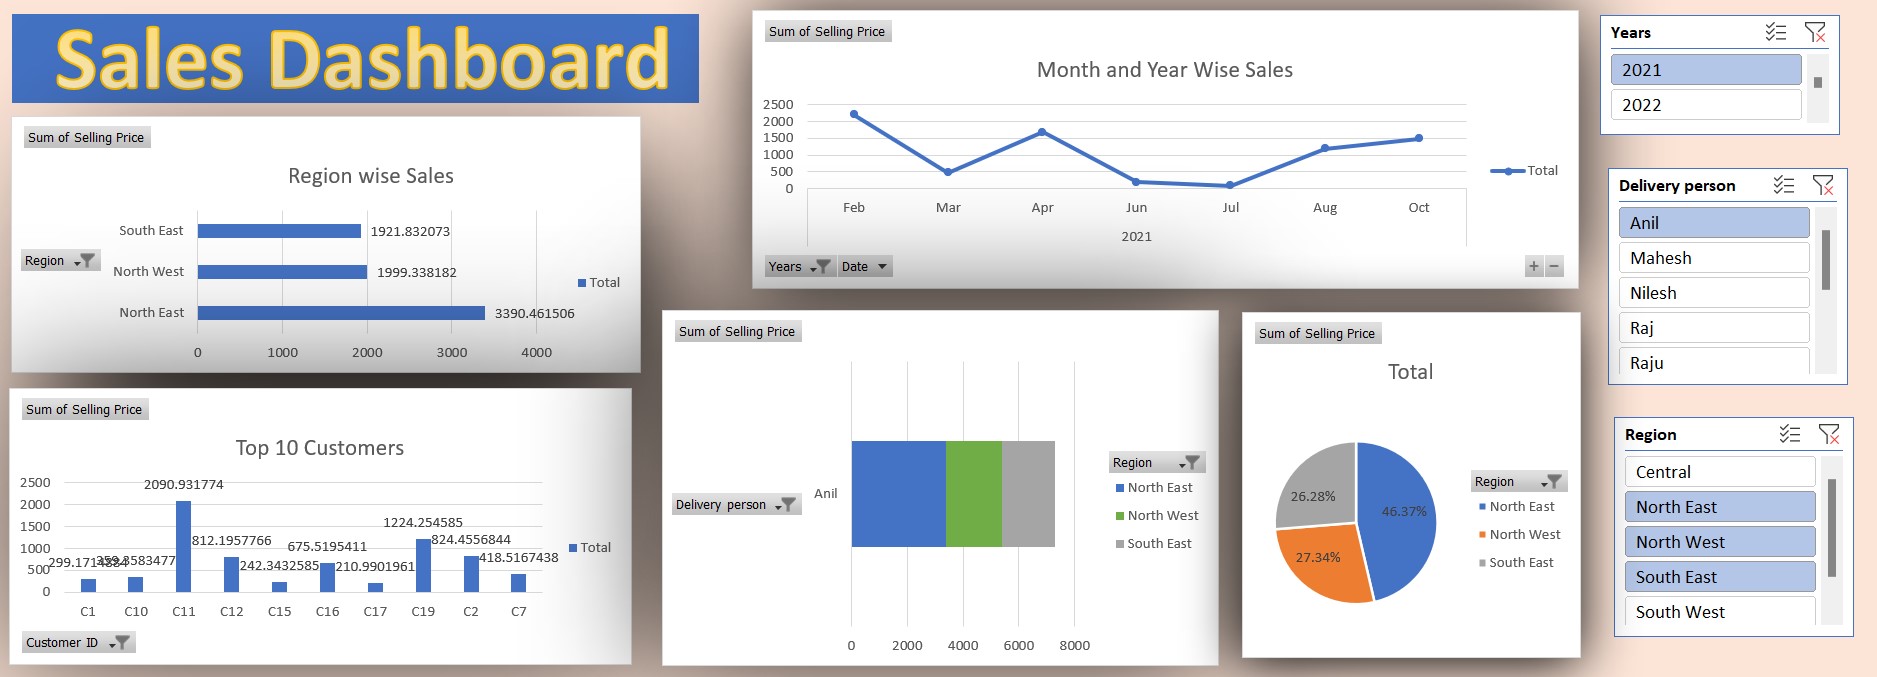 Sales Dashboard
Sum of Selling Price
Region wise Sales
South East
1921.832073
North West
1999.338182
North East
3390.461506
0 1000 2000 3000 4000
Region
Total
Sum of Selling Price
Top 10 Customers
2500
2000
1500
1000
500
0
2090.931774
812.1957766
242.3432585
675.5195411
210.9901961
1224.254585
824.4556844
418.5167438
C1 C10 C11 C12 C15 C16 C17 C19 C2 C7
Total
Customer ID
Sum of Selling Price
Month and Year Wise Sales
2500
2000
1500
1000
500
0
Feb Mar Apr Jun Jul Aug Oct
2021
Total
Years Date
+ −
Sum of Selling Price
Delivery person
Anil
0 2000 4000 6000 8000
Region
North East
North West
South East
Sum of Selling Price
Total
46.37%
27.34%
26.28%
Region
North East
North West
South East
Years
2021
2022
Delivery person
Anil
Mahesh
Nilesh
Raj
Raju
Region
Central
North East
North West
South East
South West